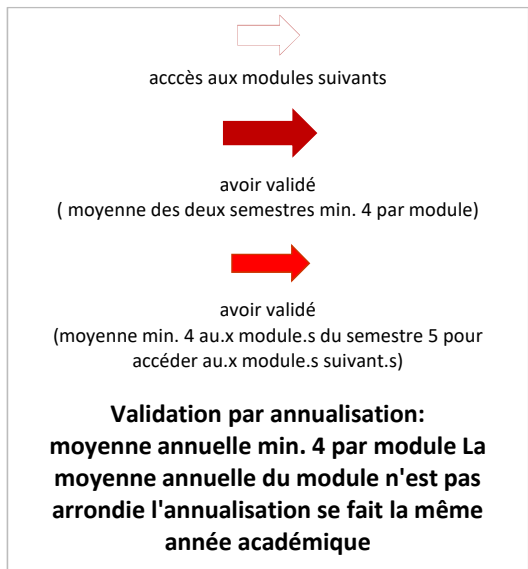 acccès aux modules suivants
avoir validé
( moyenne des deux semestres min. 4 par module)
avoir validé
(moyenne min. 4 au.x module.s du semestre 5 pour
accéder au.x module.s suivant.s)
Validation par annualisation:
moyenne annuelle min. 4 par module La
moyenne annuelle du module n'est pas
arrondie l'annualisation se fait la même
année académique